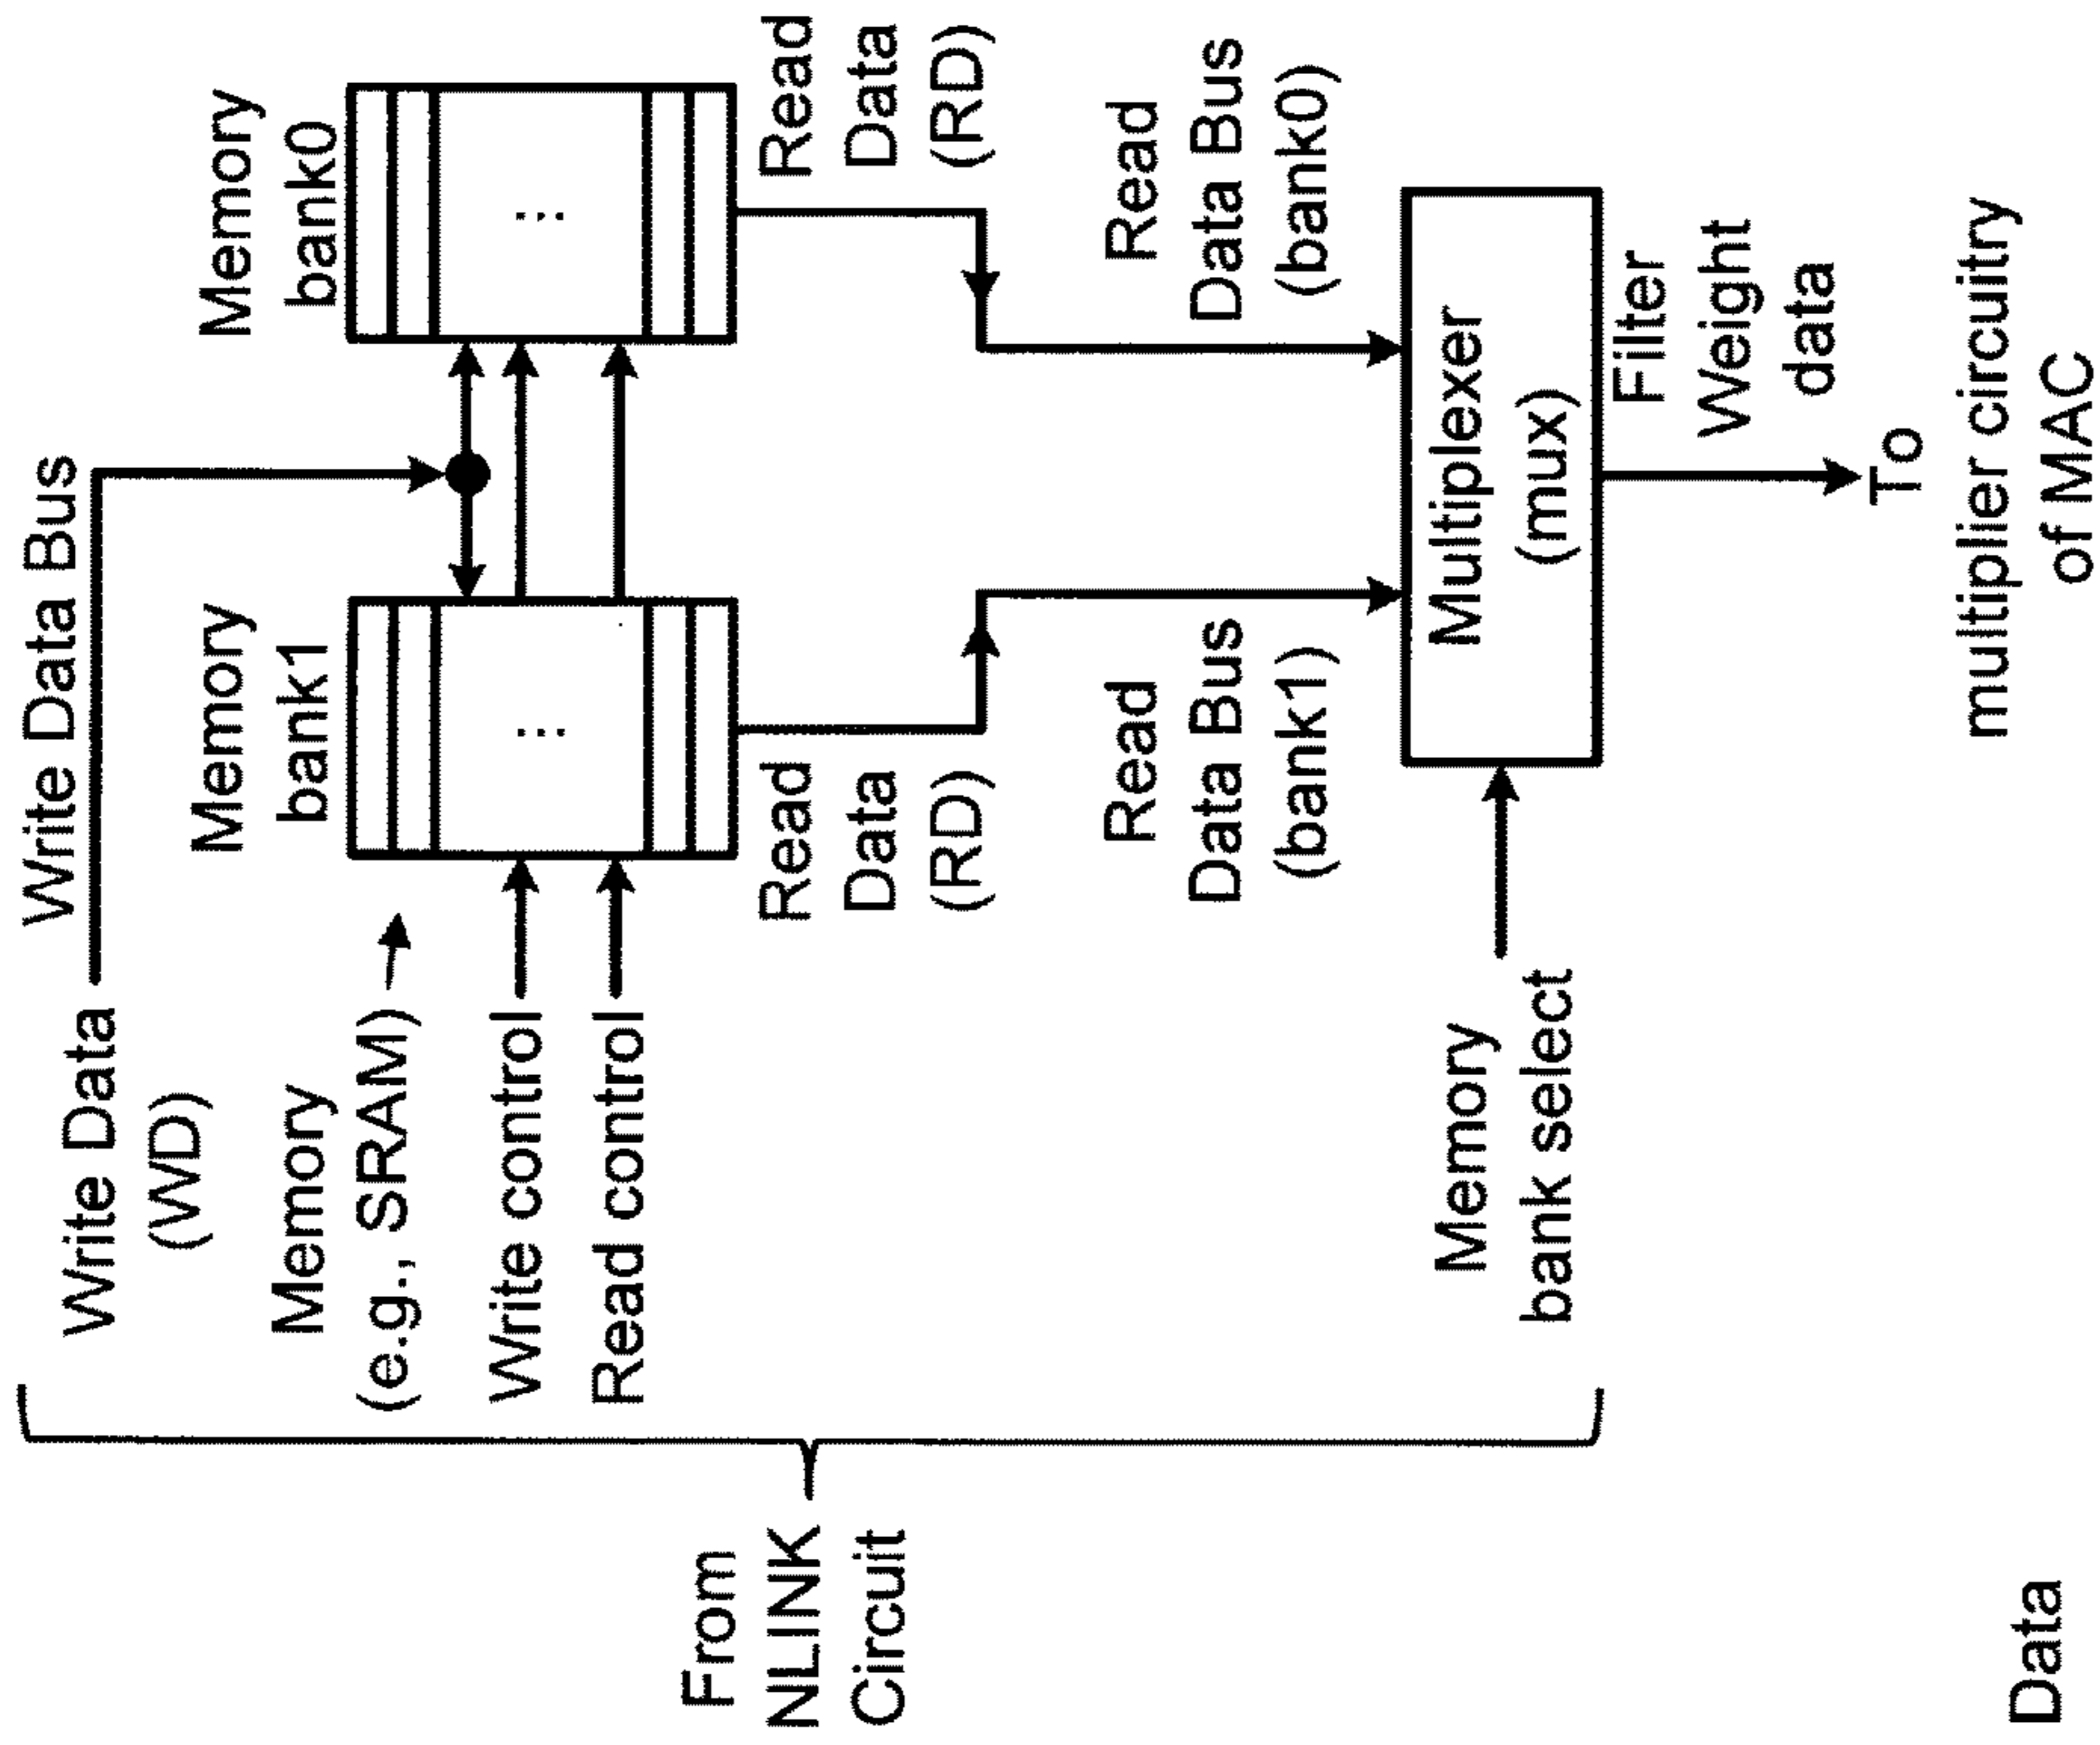 Write Data Bus
Write Data
(WD)
Memory
bank1
Memory
bank0
Memory
(e.g., SRAM)
...
...
Write control
Read control
From
NLINK
Circuit
Read
Data
(RD)
Read
Data
(RD)
Read
Data Bus
(bank1)
Read
Data Bus
(bank0)
Memory
bank select
Multiplexer
(mux)
Filter
Weight
data
To
multiplier circuitry
of MAC
Data